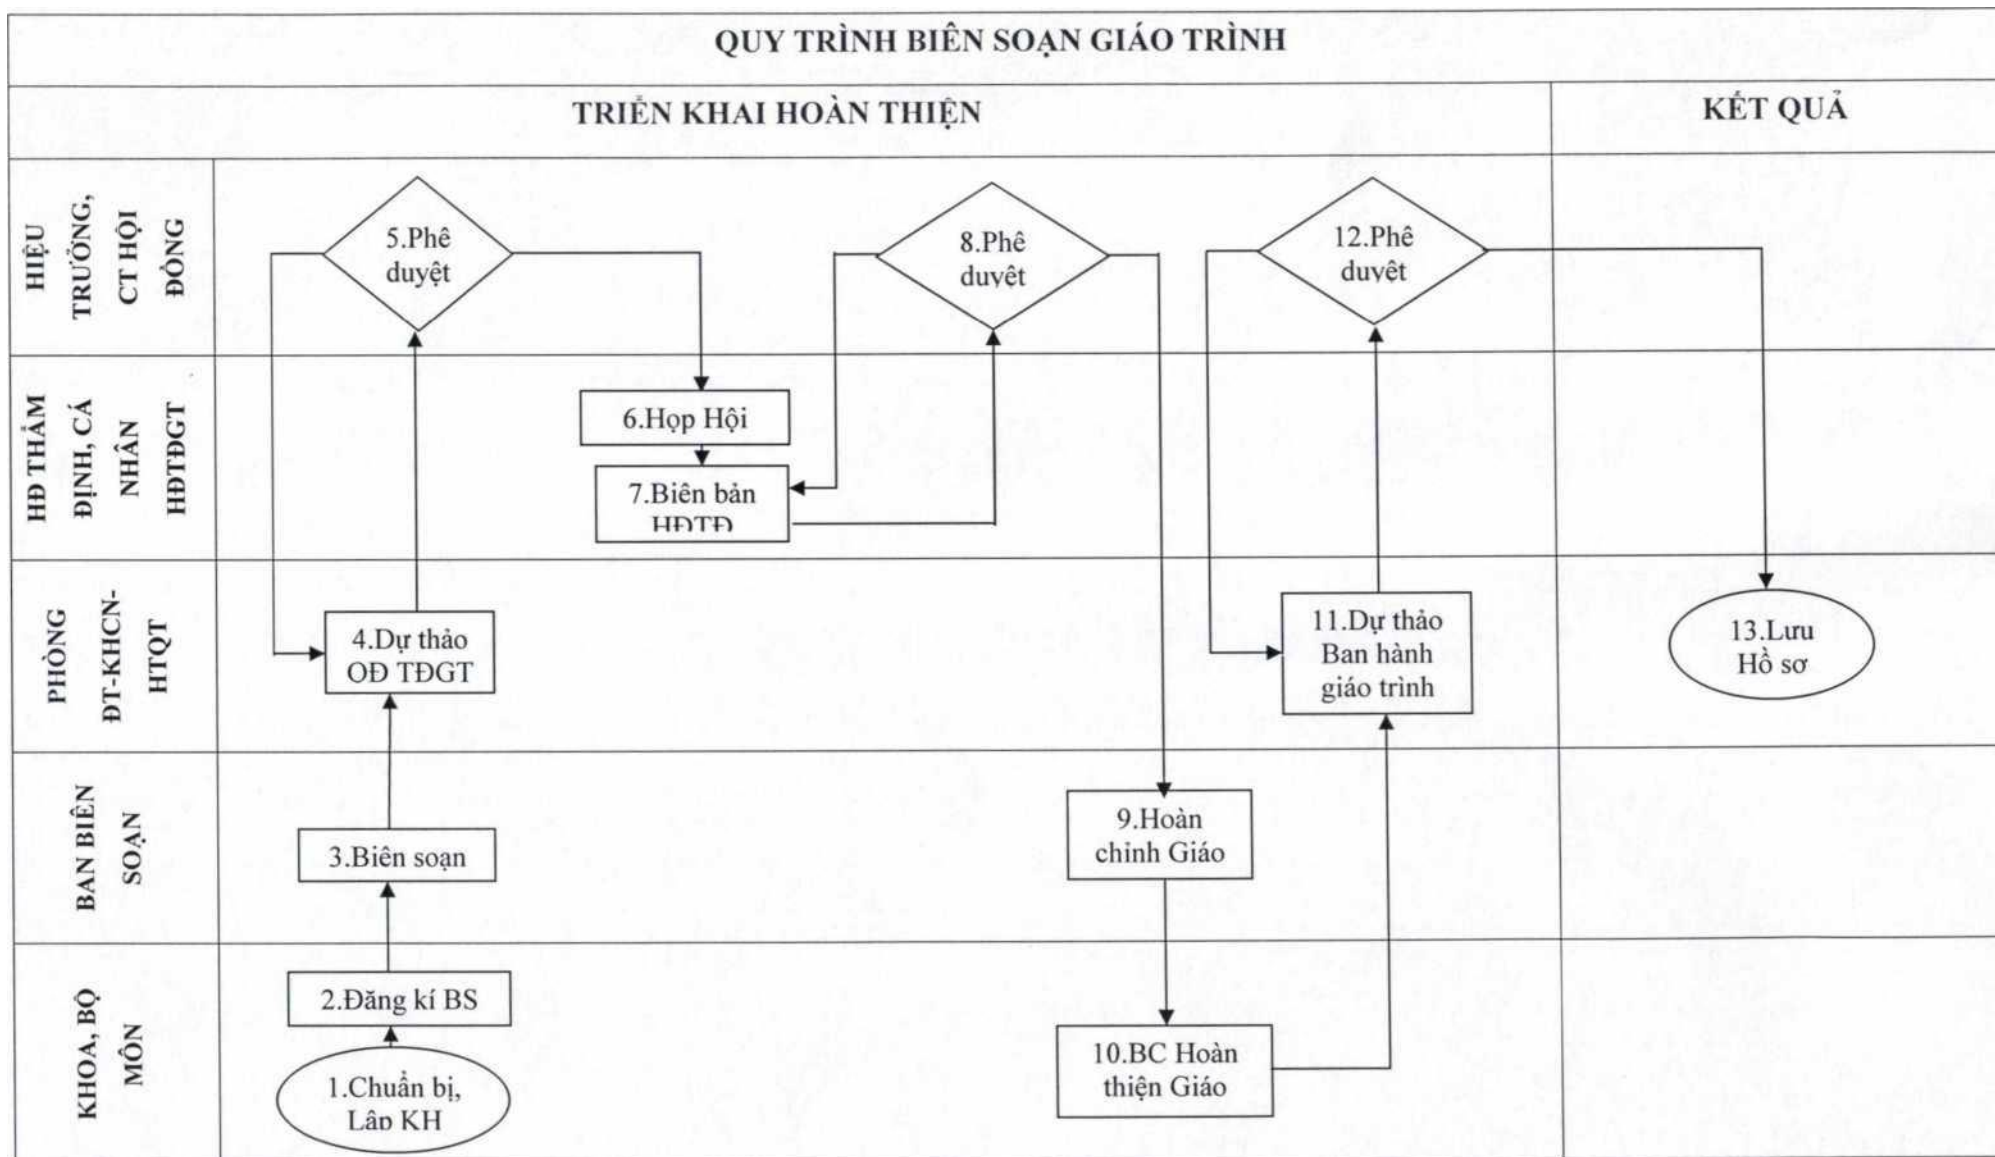 QUY TRÌNH BIÊN SOẠN GIÁO TRÌNH
TRIỂN KHAI HOÀN THIỆN
KẾT QUẢ
HIỆU
TRƯỞNG,
CT HỘI
ĐỒNG
5.Phê
duyệt
8.Phê
duyệt
12.Phê
duyệt
HĐ THẨM
ĐỊNH, CÁ
NHÂN
HĐTĐGT
6.Họp Hội
7.Biên bản
HĐTĐ
PHÒNG
ĐT-KHCN-
HTQT
4.Dự thảo
QĐ TĐGT
11.Dự thảo
Ban hành
giáo trình
13.Lưu
Hồ sơ
BAN BIÊN
SOẠN
3.Biên soạn
9.Hoàn
chỉnh Giáo
KHOA, BỘ
MÔN
2.Đăng kí BS
1.Chuẩn bị,
Lập KH
10.BC Hoàn
thiện Giáo